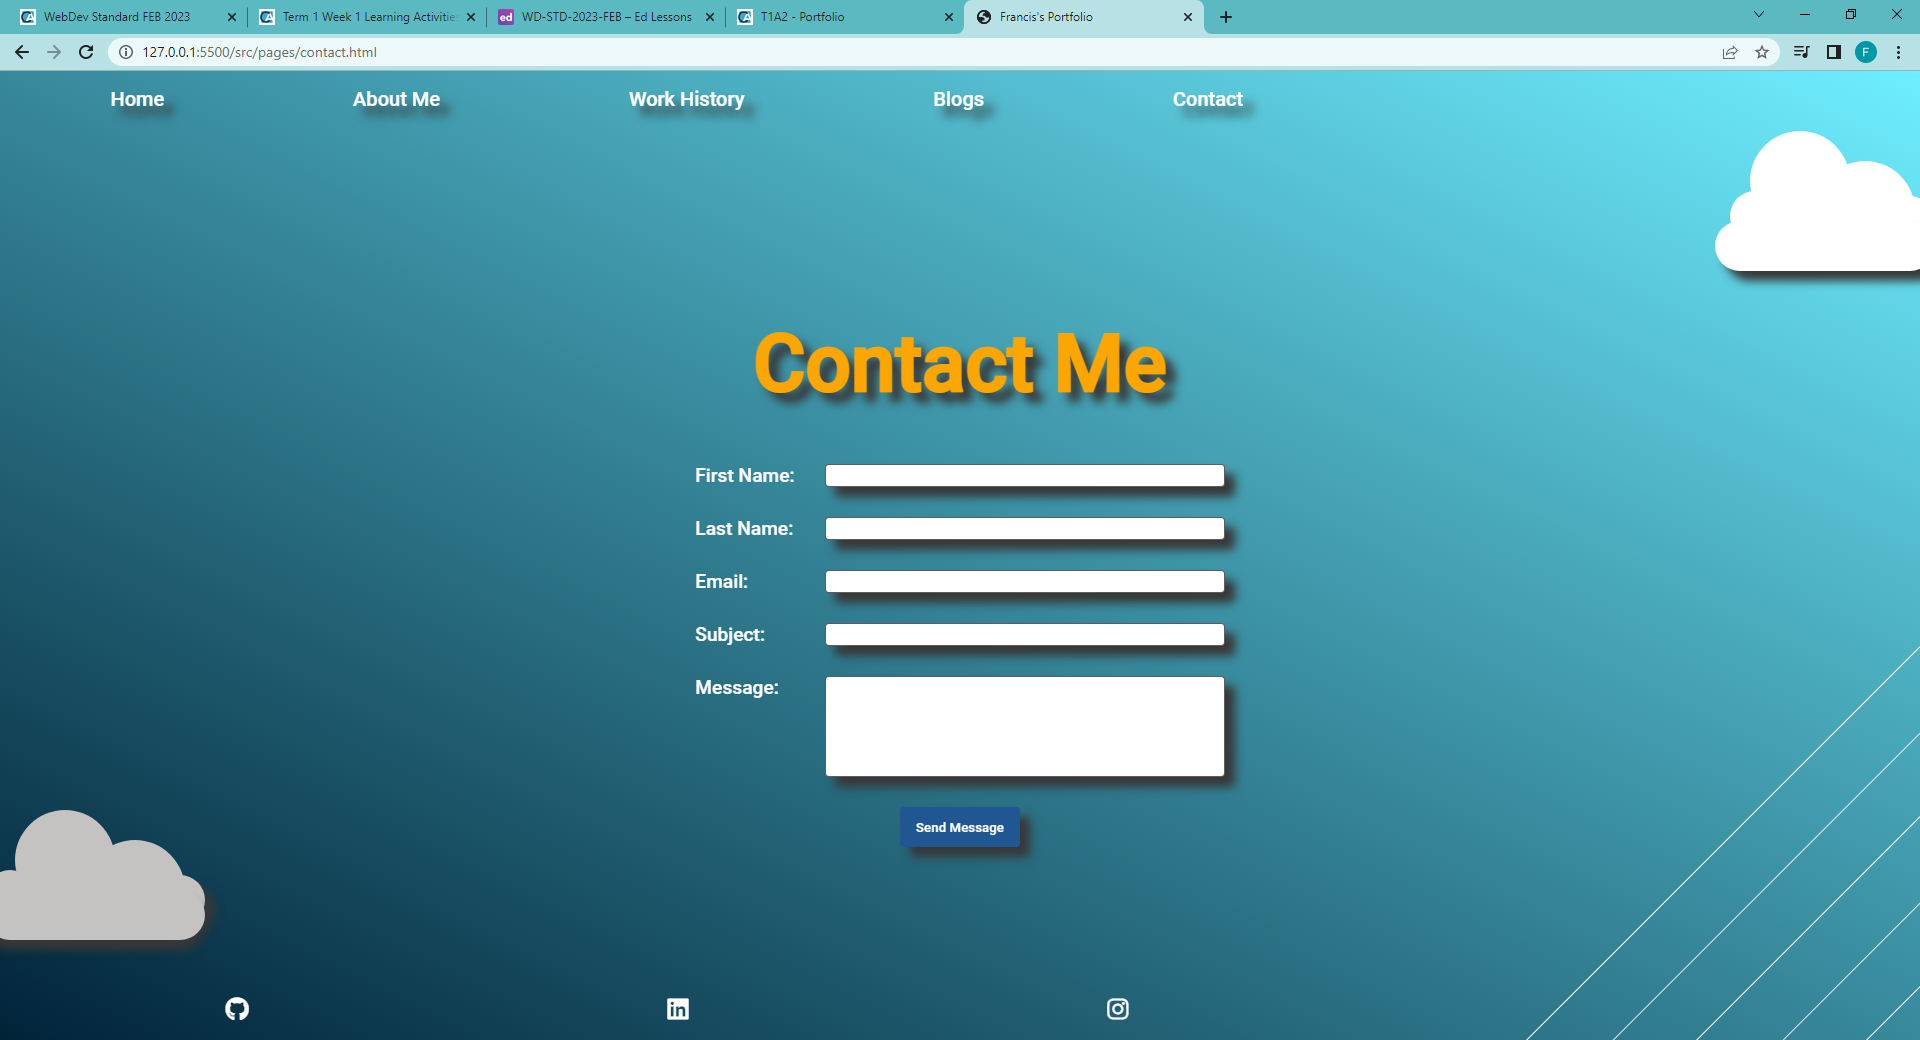 WebDev Standard FEB 2023
Term 1 Week 1 Learning Activitie
ed
WD-STD-2023-FEB – Ed Lessons
T1A2 - Portfolio
Francis's Portfolio
127.0.0.1:5500/src/pages/contact.html
F
Home
About Me
Work History
Blogs
Contact
Contact Me
First Name:
Last Name:
Email:
Subject:
Message:
Send Message
in